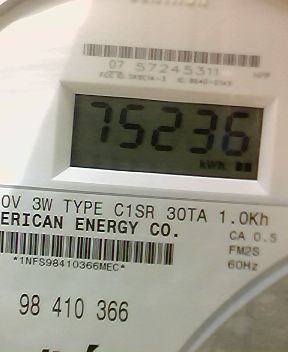 07 57245311
75236
kWh
0V 3W TYPE C1SR 30TA 1.0Kh
ERICAN ENERGY CO.
CA 0.5
FM2S
60Hz
*1NFS98410366MEC*
98 410 366